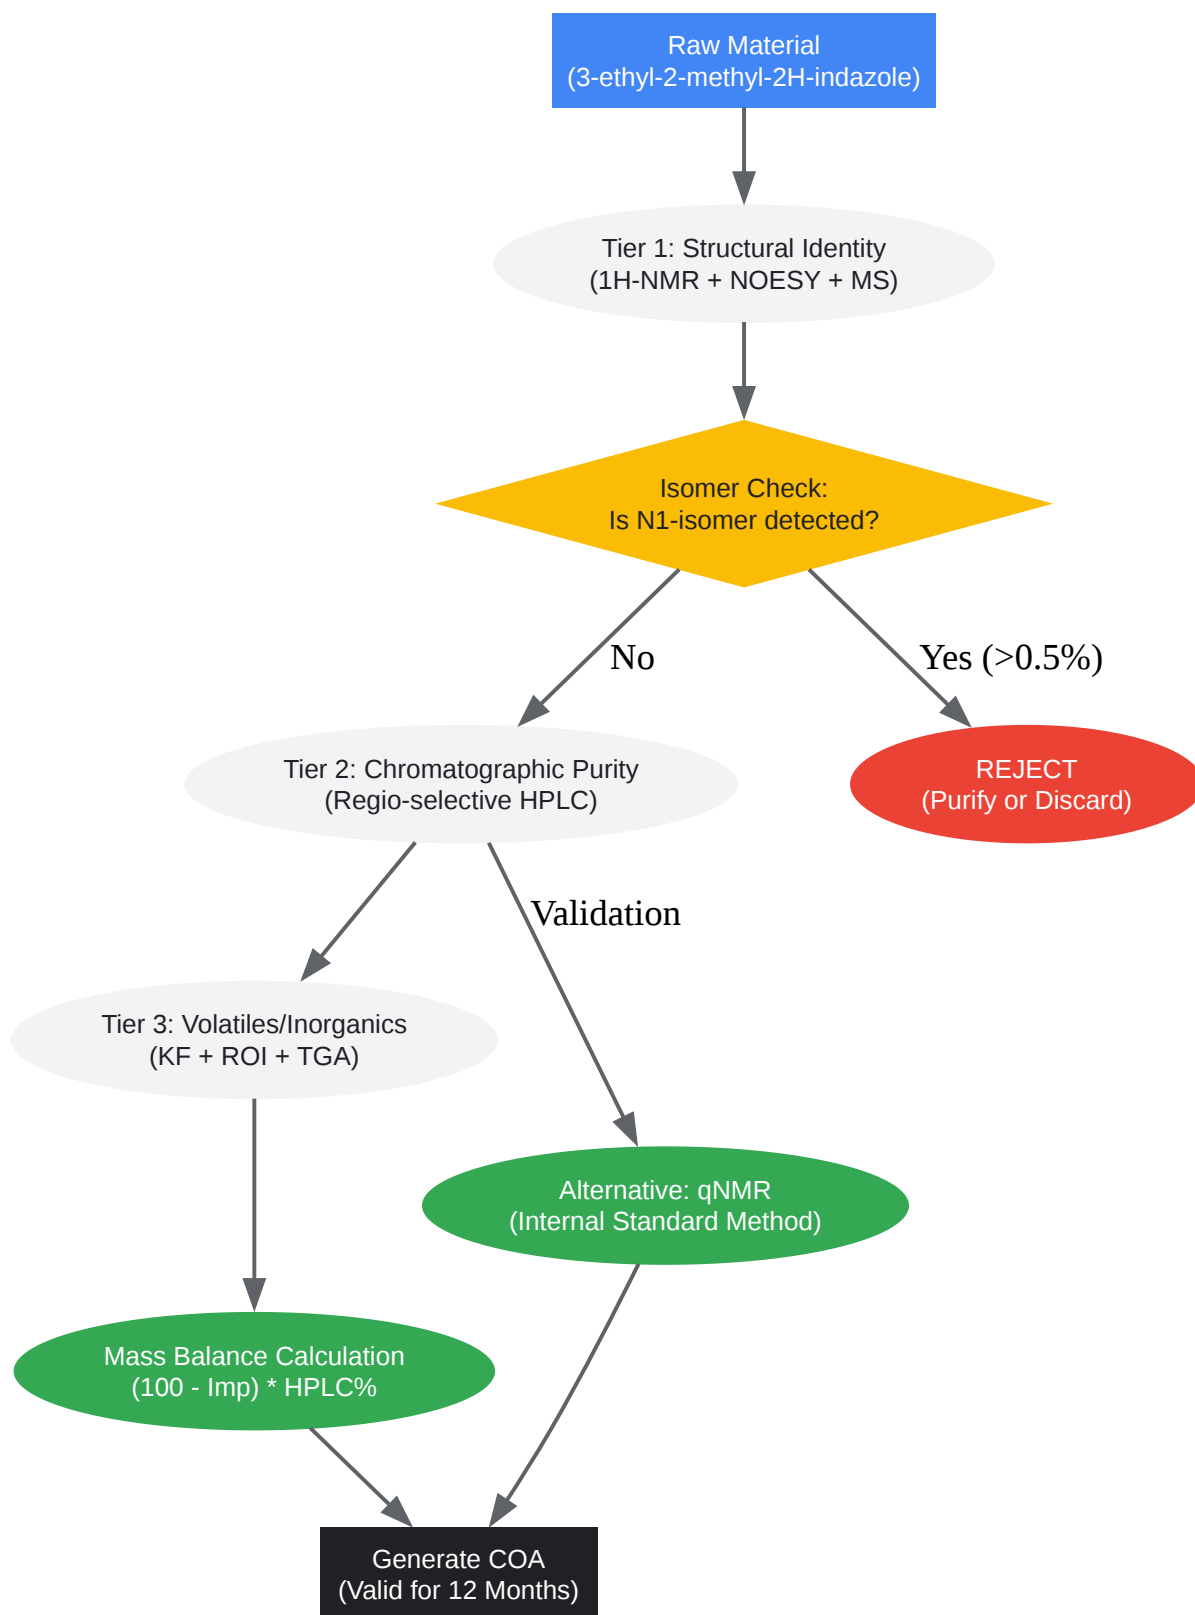 Raw Material
(3-ethyl-2-methyl-2H-indazole)
Tier 1: Structural Identity
(1H-NMR + NOESY + MS)
Isomer Check:
Is N1-isomer detected?
No
Yes (>0.5%)
Tier 2: Chromatographic Purity
(Regio-selective HPLC)
REJECT
(Purify or Discard)
Validation
Tier 3: Volatiles/Inorganics
(KF + ROI + TGA)
Alternative: qNMR
(Internal Standard Method)
Mass Balance Calculation
(100 - Imp) * HPLC%
Generate COA
(Valid for 12 Months)